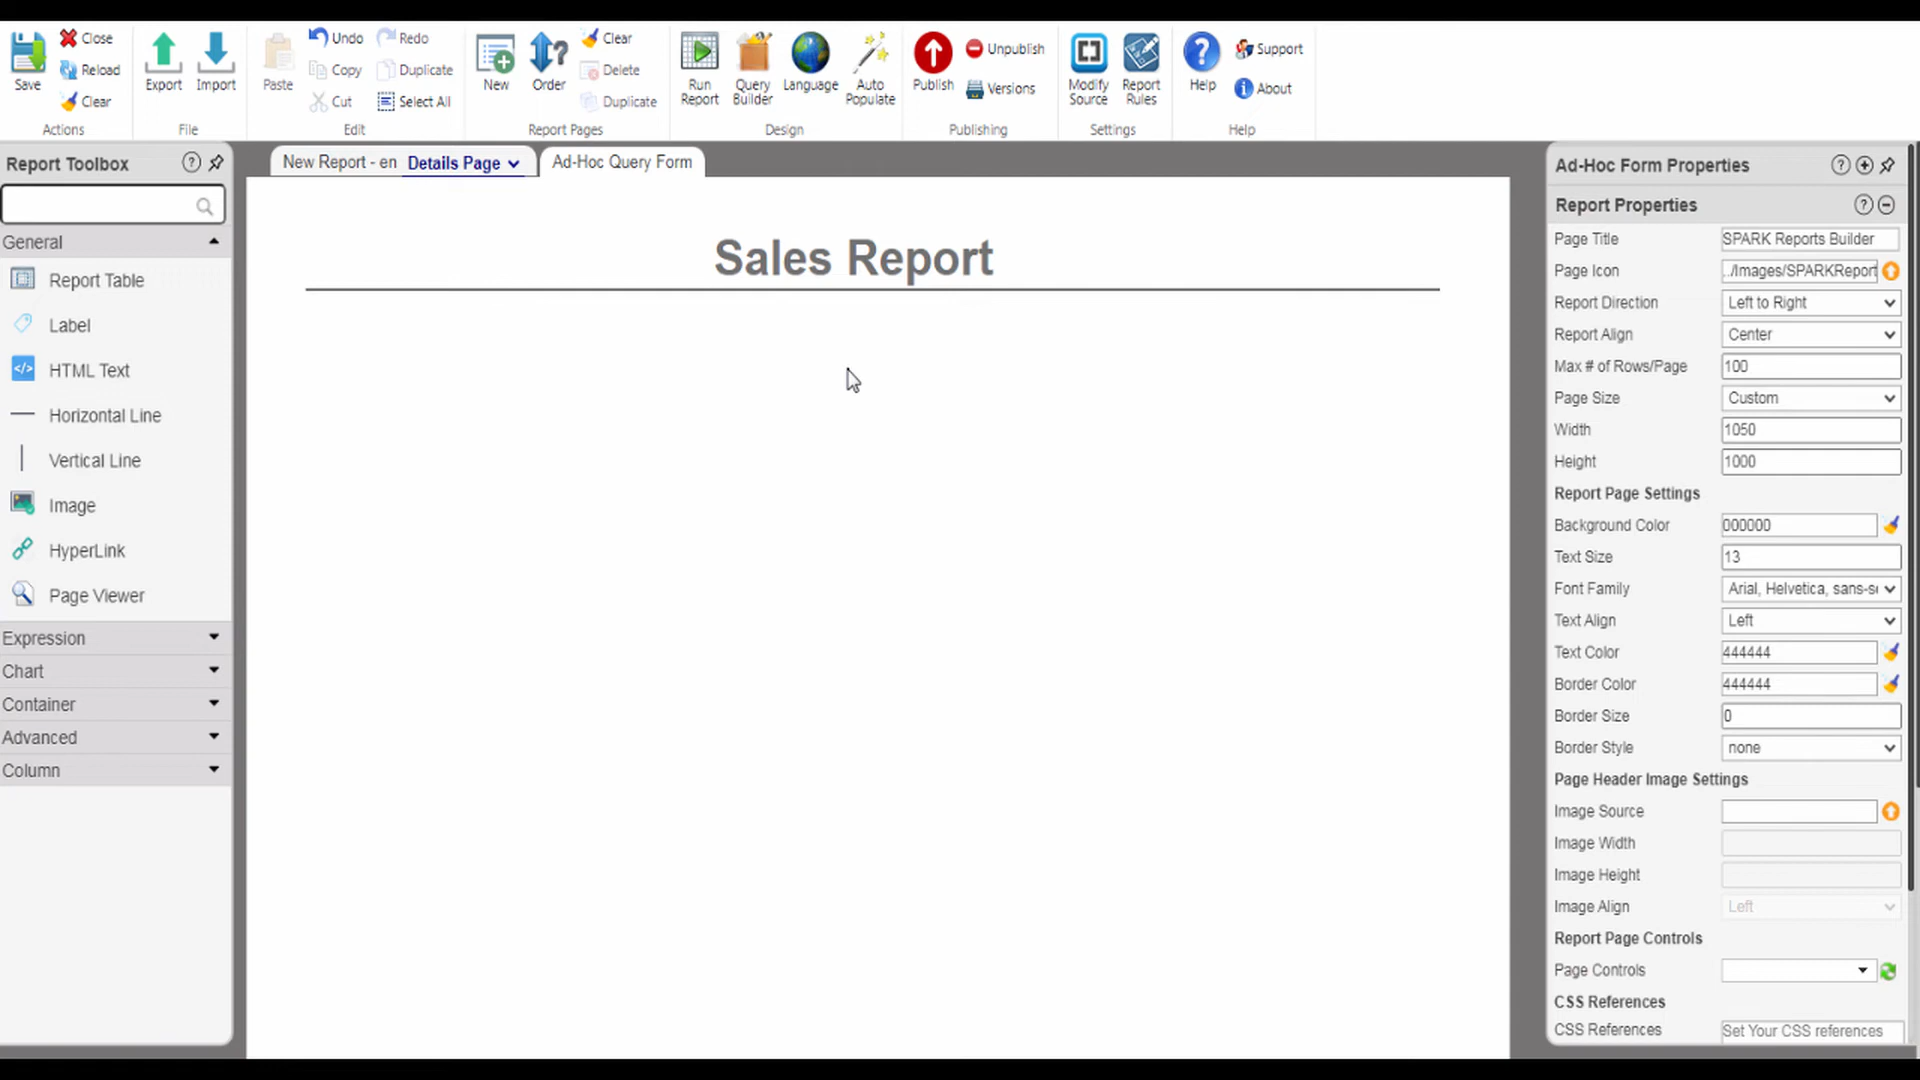 Save
Close
Reload
Clear
Actions
Export
Import
File
Paste
Undo
Redo
Copy
Duplicate
Cut
Select All
Edit
New
Order
Clear
Delete
Duplicate
Report Pages
Run Report
Query Builder
Language
Auto Populate
Design
Publish
Unpublish
Versions
Publishing
Modify Source
Report Rules
Settings
Help
Support
About
Help
Report Toolbox
General
Report Table
Label
HTML Text
Horizontal Line
Vertical Line
Image
HyperLink
Page Viewer
Expression
Chart
Container
Advanced
Column
New Report - en Details Page
Ad-Hoc Query Form
Sales Report
Ad-Hoc Form Properties
Report Properties
Page Title SPARK Reports Builder
Page Icon ../Images/SPARKReport
Report Direction Left to Right
Report Align Center
Max # of Rows/Page 100
Page Size Custom
Width 1050
Height 1000
Report Page Settings
Background Color 000000
Text Size 13
Font Family Arial, Helvetica, sans-s
Text Align Left
Text Color 444444
Border Color 444444
Border Size 0
Border Style none
Page Header Image Settings
Image Source
Image Width
Image Height
Image Align Left
Report Page Controls
Page Controls
CSS References
CSS References Set Your CSS references